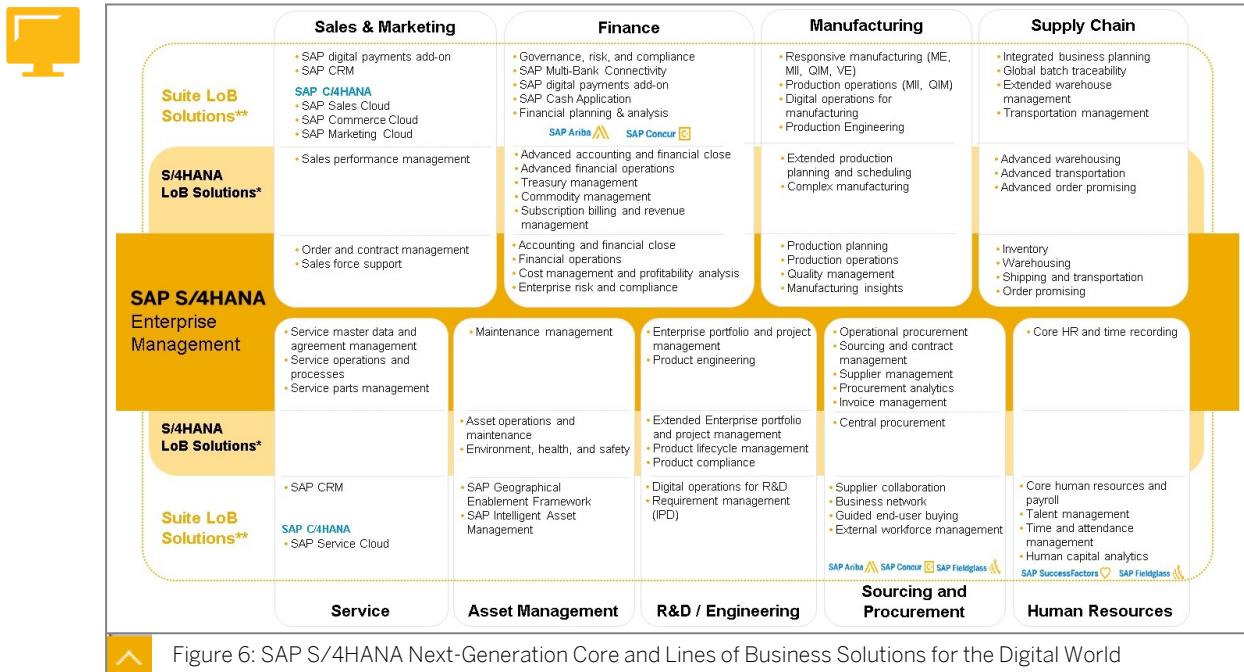 Sales & Marketing
Finance
Manufacturing
Supply Chain
Suite LoB
Solutions**
• SAP digital payments add-on
• SAP CRM
SAP C/4HANA
• SAP Sales Cloud
• SAP Commerce Cloud
• SAP Marketing Cloud
• Governance, risk, and compliance
• SAP Multi-Bank Connectivity
• SAP digital payments add-on
• SAP Cash Application
• Financial planning & analysis
SAP Ariba SAP Concur C
• Responsive manufacturing (ME,
MII, QIM, VE)
• Production operations (MII, QIM)
• Digital operations for
manufacturing
• Production Engineering
• Integrated business planning
• Global batch traceability
• Extended warehouse
management
• Transportation management
S/4HANA
LoB Solutions*
• Sales performance management
• Advanced accounting and financial close
• Advanced financial operations
• Treasury management
• Commodity management
• Subscription billing and revenue
management
• Extended production
planning and scheduling
• Complex manufacturing
• Advanced warehousing
• Advanced transportation
• Advanced order promising
SAP S/4HANA
Enterprise
Management
• Order and contract management
• Sales force support
• Accounting and financial close
• Financial operations
• Cost management and profitability analysis
• Enterprise risk and compliance
• Production planning
• Production operations
• Quality management
• Manufacturing insights
• Inventory
• Warehousing
• Shipping and transportation
• Order promising
• Service master data and
agreement management
• Service operations and
processes
• Service parts management
• Maintenance management
• Enterprise portfolio and project
management
• Product engineering
• Operational procurement
• Sourcing and contract
management
• Supplier management
• Procurement analytics
• Invoice management
• Core HR and time recording
S/4HANA
LoB Solutions*
• Asset operations and
maintenance
• Environment, health, and safety
• Extended Enterprise portfolio
and project management
• Product lifecycle management
• Product compliance
• Central procurement
Suite LoB
Solutions**
• SAP CRM
SAP C/4HANA
• SAP Service Cloud
• SAP Geographical
Enablement Framework
• SAP Intelligent Asset
Management
• Digital operations for R&D
• Requirement management
(IPD)
• Supplier collaboration
• Business network
• Guided end-user buying
• External workforce management
SAP Ariba SAP Concur C SAP Fieldglass
• Core human resources and
payroll
• Talent management
• Time and attendance
management
• Human capital analytics
SAP SuccessFactors SAP Fieldglass
Service
Asset Management
R&D / Engineering
Sourcing and
Procurement
Human Resources
Figure 6: SAP S/4HANA Next-Generation Core and Lines of Business Solutions for the Digital World